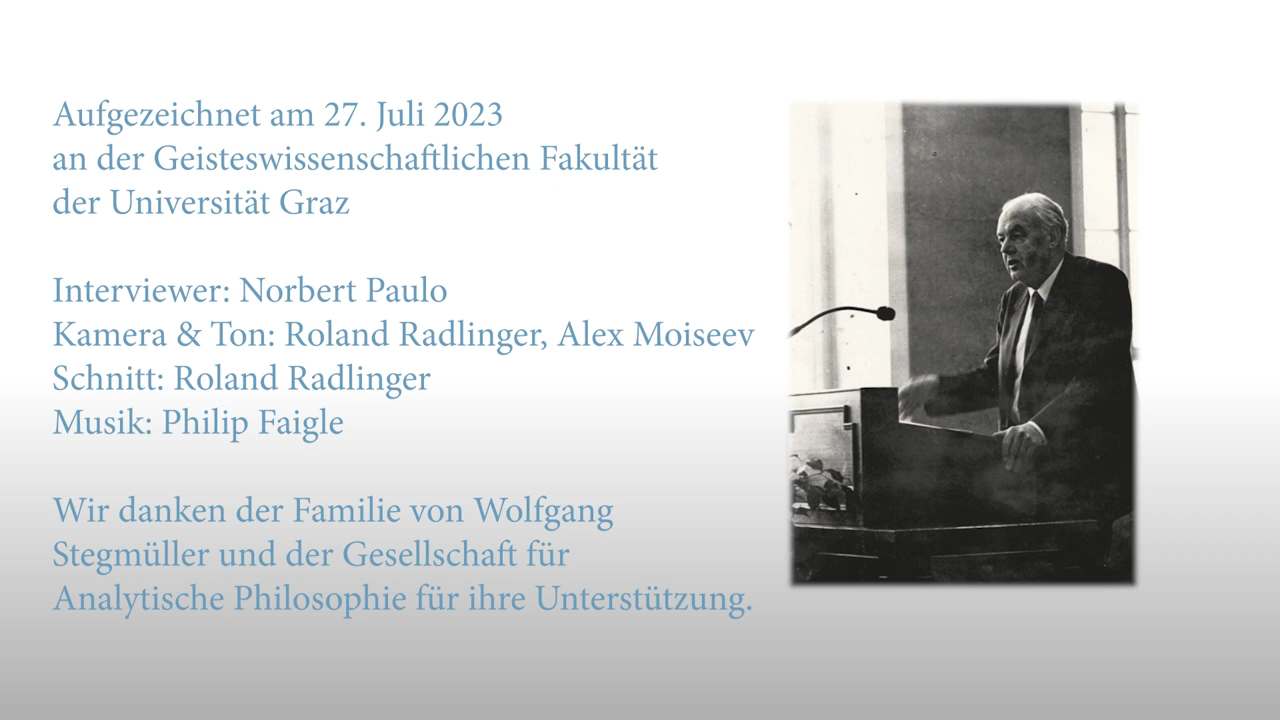 Aufgezeichnet am 27. Juli 2023
an der Geisteswissenschaftlichen Fakultät
der Universität Graz
Interviewer: Norbert Paulo
Kamera & Ton: Roland Radlinger, Alex Moiseev
Schnitt: Roland Radlinger
Musik: Philip Faigle
Wir danken der Familie von Wolfgang
Stegmüller und der Gesellschaft für
Analytische Philosophie für ihre Unterstützung.